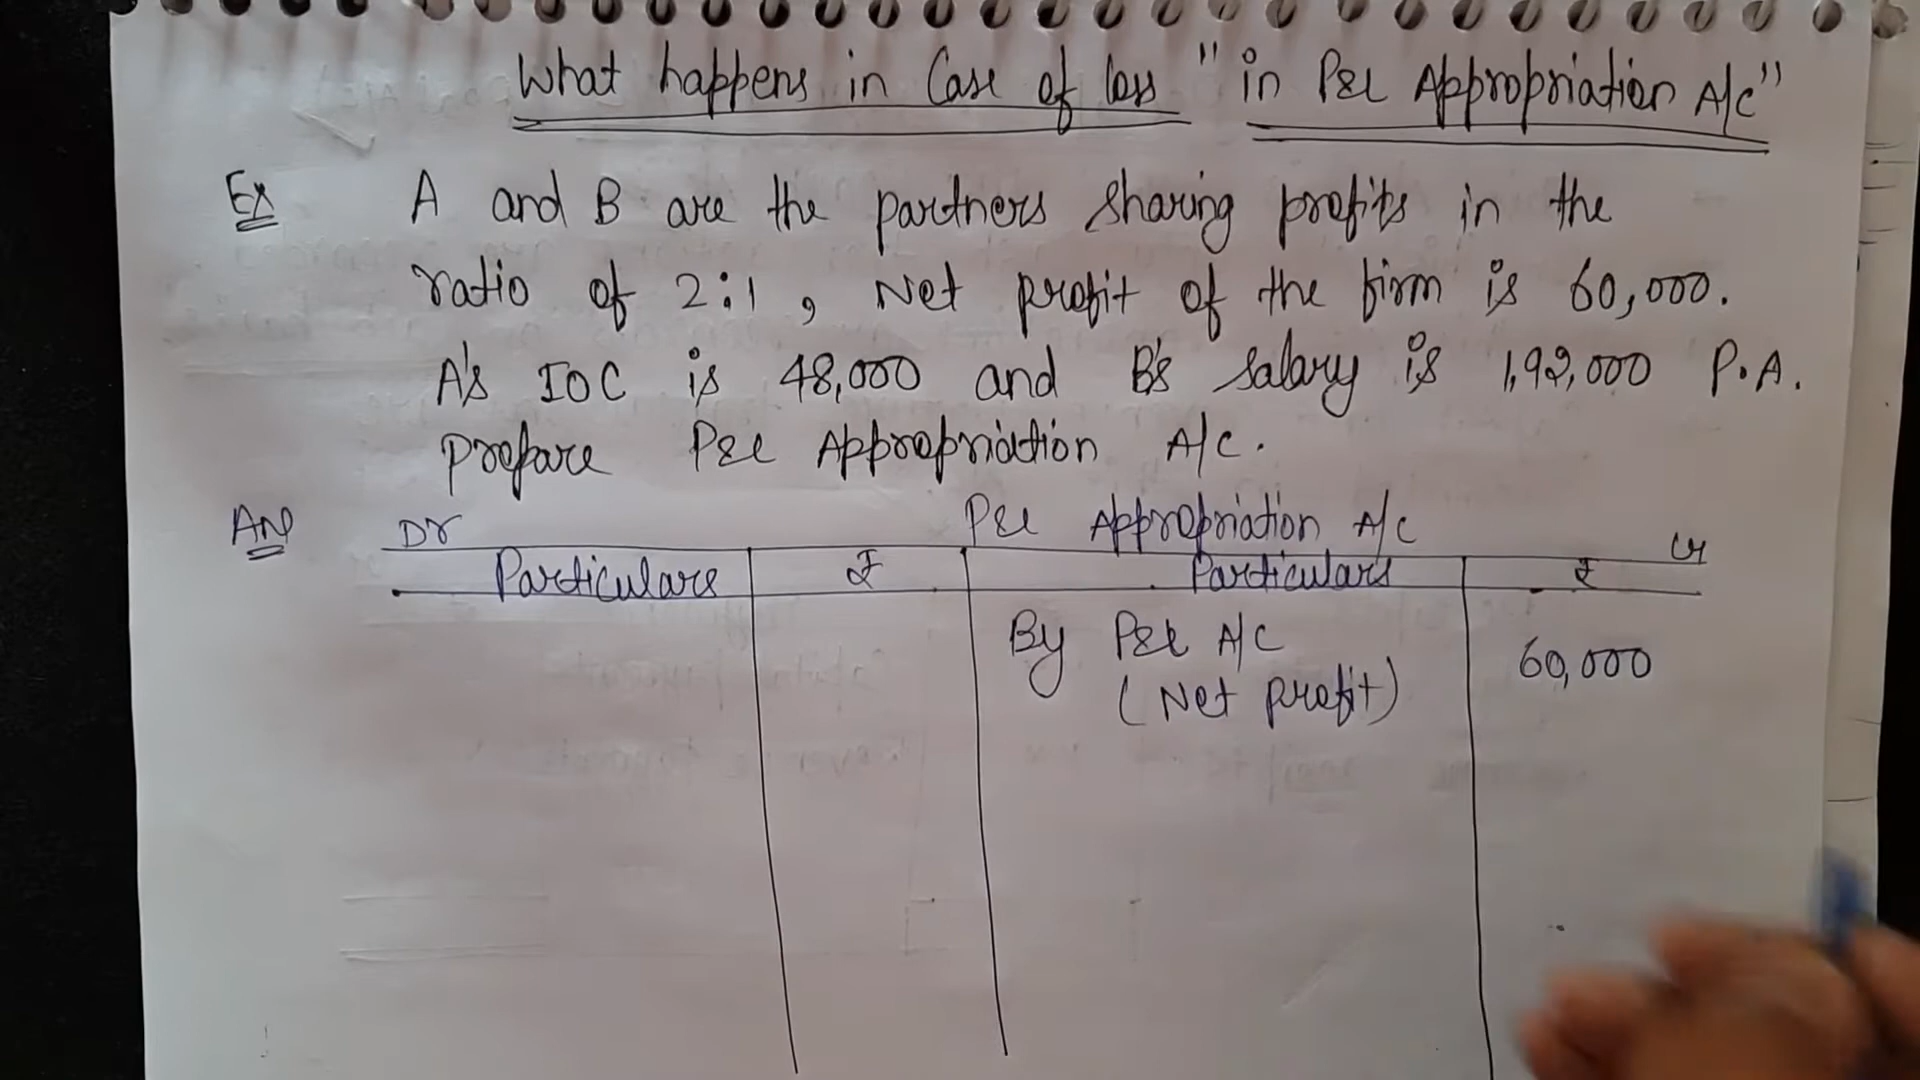 What happens in Case of loss "in P&L Appropriation A/C"
Ex A and B are the partners sharing profits in the
ratio of 2:1, Net profit of the firm is 60,000.
A's IOC is 48,000 and B's salary is 1,92,000 P.A.
prepare P&L Appropriation A/C.
Ans Dr P&L Appropriation A/C Cr
Particulars ₹ Particulars ₹
By P&L A/C
(Net profit) 60,000